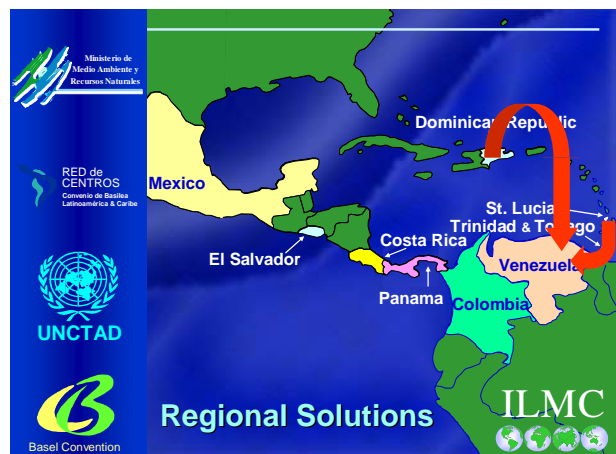 Ministerio de
Medio Ambiente y
Recursos Naturales
RED de
CENTROS
Convenio de Basilea
Latinoamérica & Caribe
UNCTAD
Basel Convention
Dominican Republic
Mexico
St. Lucia
Trinidad & Tobago
Costa Rica
El Salvador
Venezuela
Panama
Colombia
Regional Solutions
ILMC